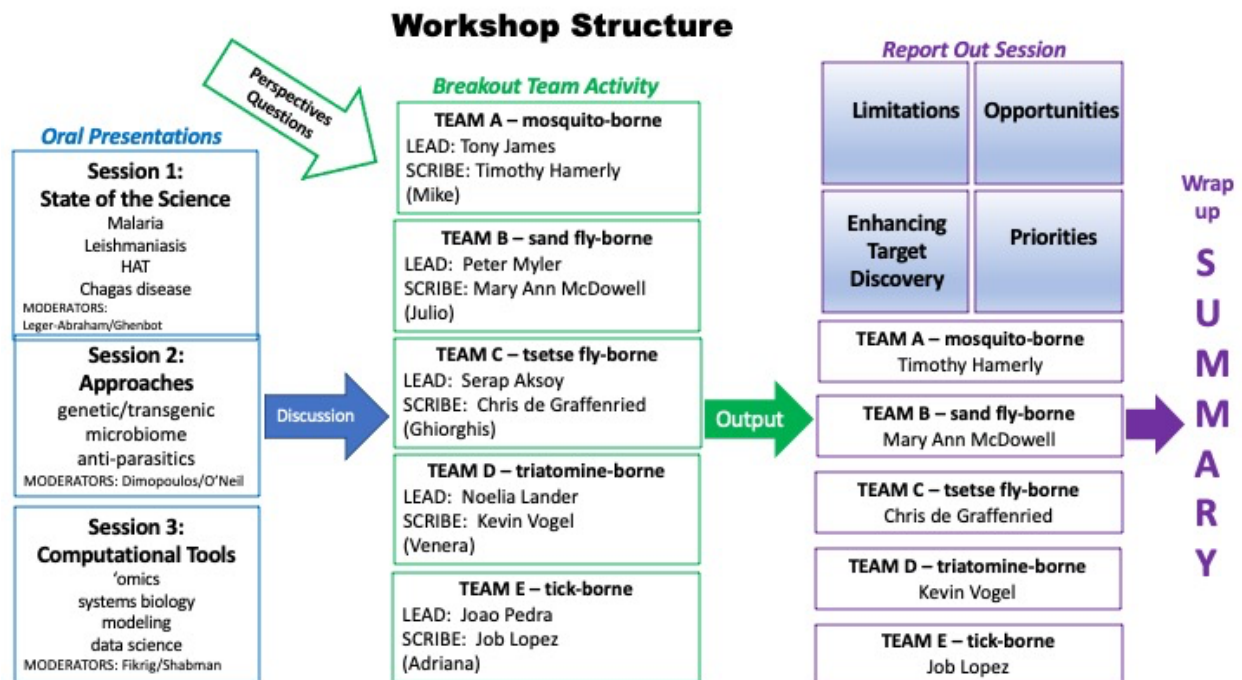 Workshop Structure
Perspectives
Questions
Oral Presentations
Session 1:
State of the Science
Malaria
Leishmaniasis
HAT
Chagas disease
MODERATORS:
Leger-Abraham/Ghenbot
Session 2:
Approaches
genetic/transgenic
microbiome
anti-parasitics
MODERATORS: Dimopoulos/O'Neil
Session 3:
Computational Tools
'omics
systems biology
modeling
data science
MODERATORS: Fikrig/Shabman
Discussion
Breakout Team Activity
TEAM A – mosquito-borne
LEAD: Tony James
SCRIBE: Timothy Hamerly
(Mike)
TEAM B – sand fly-borne
LEAD: Peter Myler
SCRIBE: Mary Ann McDowell
(Julio)
TEAM C – tsetse fly-borne
LEAD: Serap Aksoy
SCRIBE: Chris de Graffenried
(Ghiorghis)
TEAM D – triatomine-borne
LEAD: Noelia Lander
SCRIBE: Kevin Vogel
(Venera)
TEAM E – tick-borne
LEAD: Joao Pedra
SCRIBE: Job Lopez
(Adriana)
Output
Report Out Session
Limitations
Opportunities
Enhancing
Target
Discovery
Priorities
TEAM A – mosquito-borne
Timothy Hamerly
TEAM B – sand fly-borne
Mary Ann McDowell
TEAM C – tsetse fly-borne
Chris de Graffenried
TEAM D – triatomine-borne
Kevin Vogel
TEAM E – tick-borne
Job Lopez
Wrap
up
SUMMARY